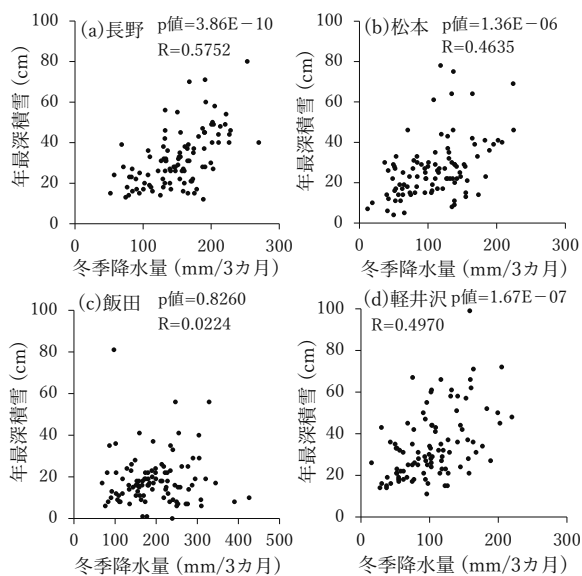 (a)長野 p値=3.86E-10
R=0.5752
年最深積雪 (cm)
100
80
60
40
20
0
0 100 200 300
冬季降水量 (mm/3カ月)
(b)松本 p値=1.36E-06
R=0.4635
年最深積雪 (cm)
100
80
60
40
20
0
0 100 200 300
冬季降水量 (mm/3カ月)
(c)飯田 p値=0.8260
R=0.0224
年最深積雪 (cm)
100
80
60
40
20
0
0 100 200 300 400 500
冬季降水量 (mm/3カ月)
(d)軽井沢 p値=1.67E-07
R=0.4970
年最深積雪 (cm)
100
80
60
40
20
0
0 100 200 300
冬季降水量 (mm/3カ月)